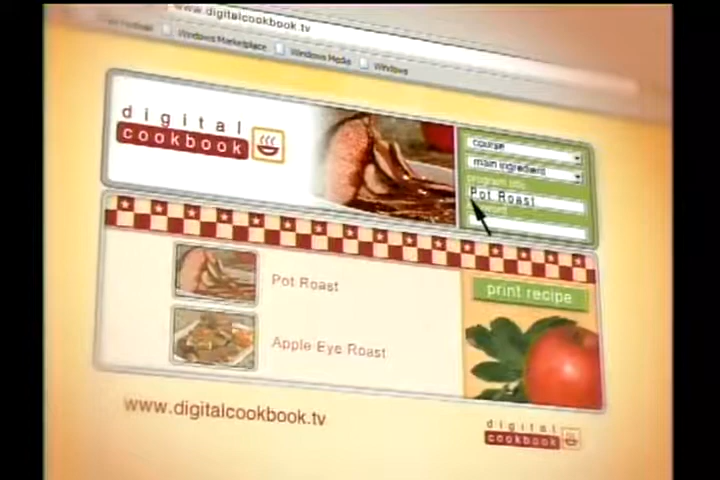 www.digitalcookbook.tv
Windows Marketplace
Windows Media
Windows
digital
cookbook
course
main ingredient
program title
Pot Roast
Pot Roast
print recipe
Apple Eye Roast
www.digitalcookbook.tv
digital
cookbook